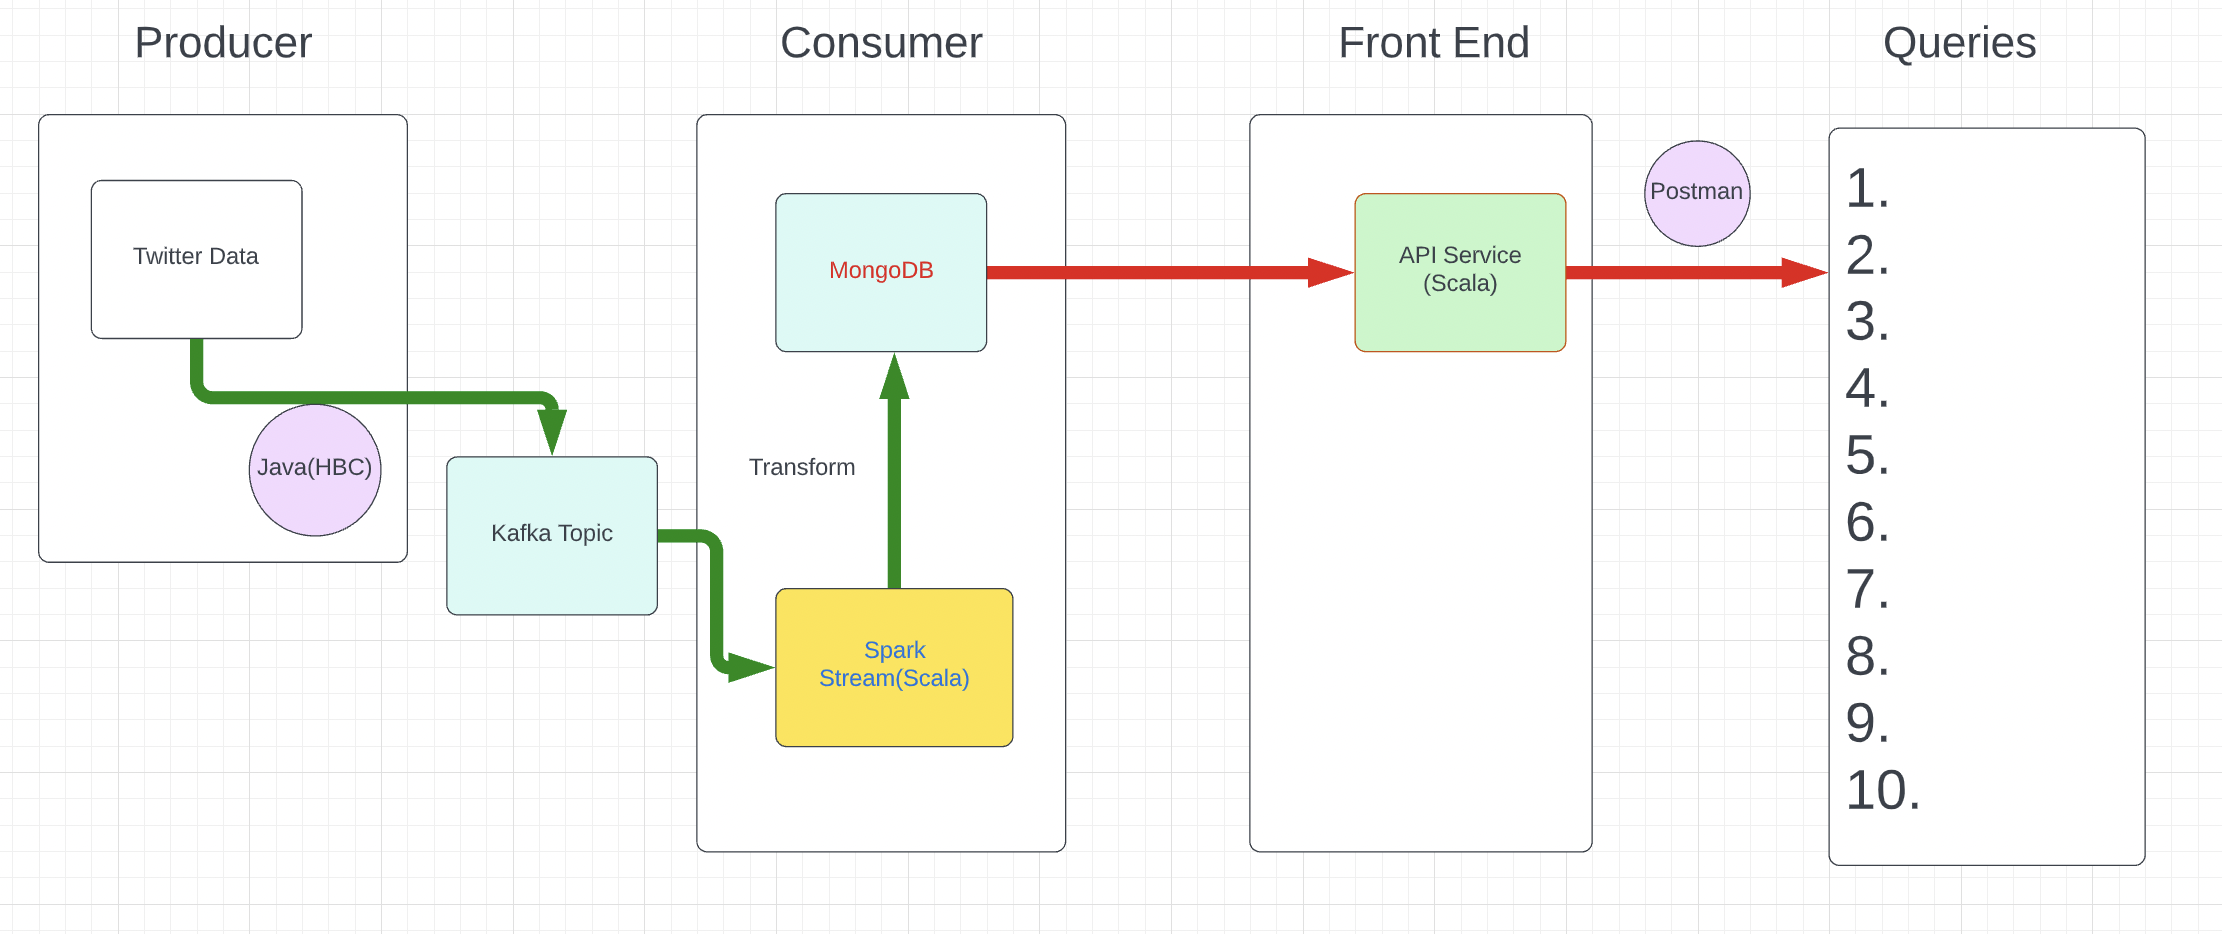 Producer
Consumer
Front End
Queries
Twitter Data
Java(HBC)
Kafka Topic
MongoDB
Transform
Spark
Stream(Scala)
API Service
(Scala)
Postman
1.
2.
3.
4.
5.
6.
7.
8.
9.
10.